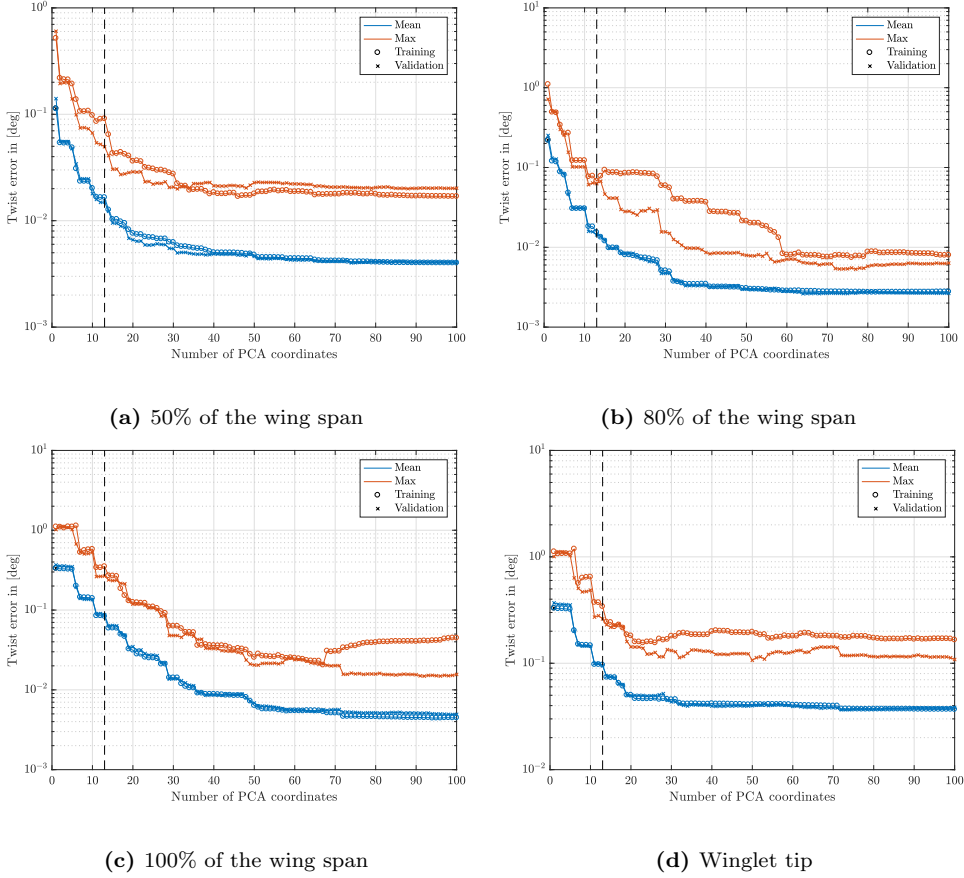 10^0
10^-1
10^-2
10^-3
Twist error in [deg]
0 10 20 30 40 50 60 70 80 90 100
Number of PCA coordinates
Mean
Max
Training
Validation
(a) 50% of the wing span
10^1
10^0
10^-1
10^-2
10^-3
Twist error in [deg]
0 10 20 30 40 50 60 70 80 90 100
Number of PCA coordinates
Mean
Max
Training
Validation
(b) 80% of the wing span
10^1
10^0
10^-1
10^-2
10^-3
Twist error in [deg]
0 10 20 30 40 50 60 70 80 90 100
Number of PCA coordinates
Mean
Max
Training
Validation
(c) 100% of the wing span
10^1
10^0
10^-1
10^-2
Twist error in [deg]
0 10 20 30 40 50 60 70 80 90 100
Number of PCA coordinates
Mean
Max
Training
Validation
(d) Winglet tip